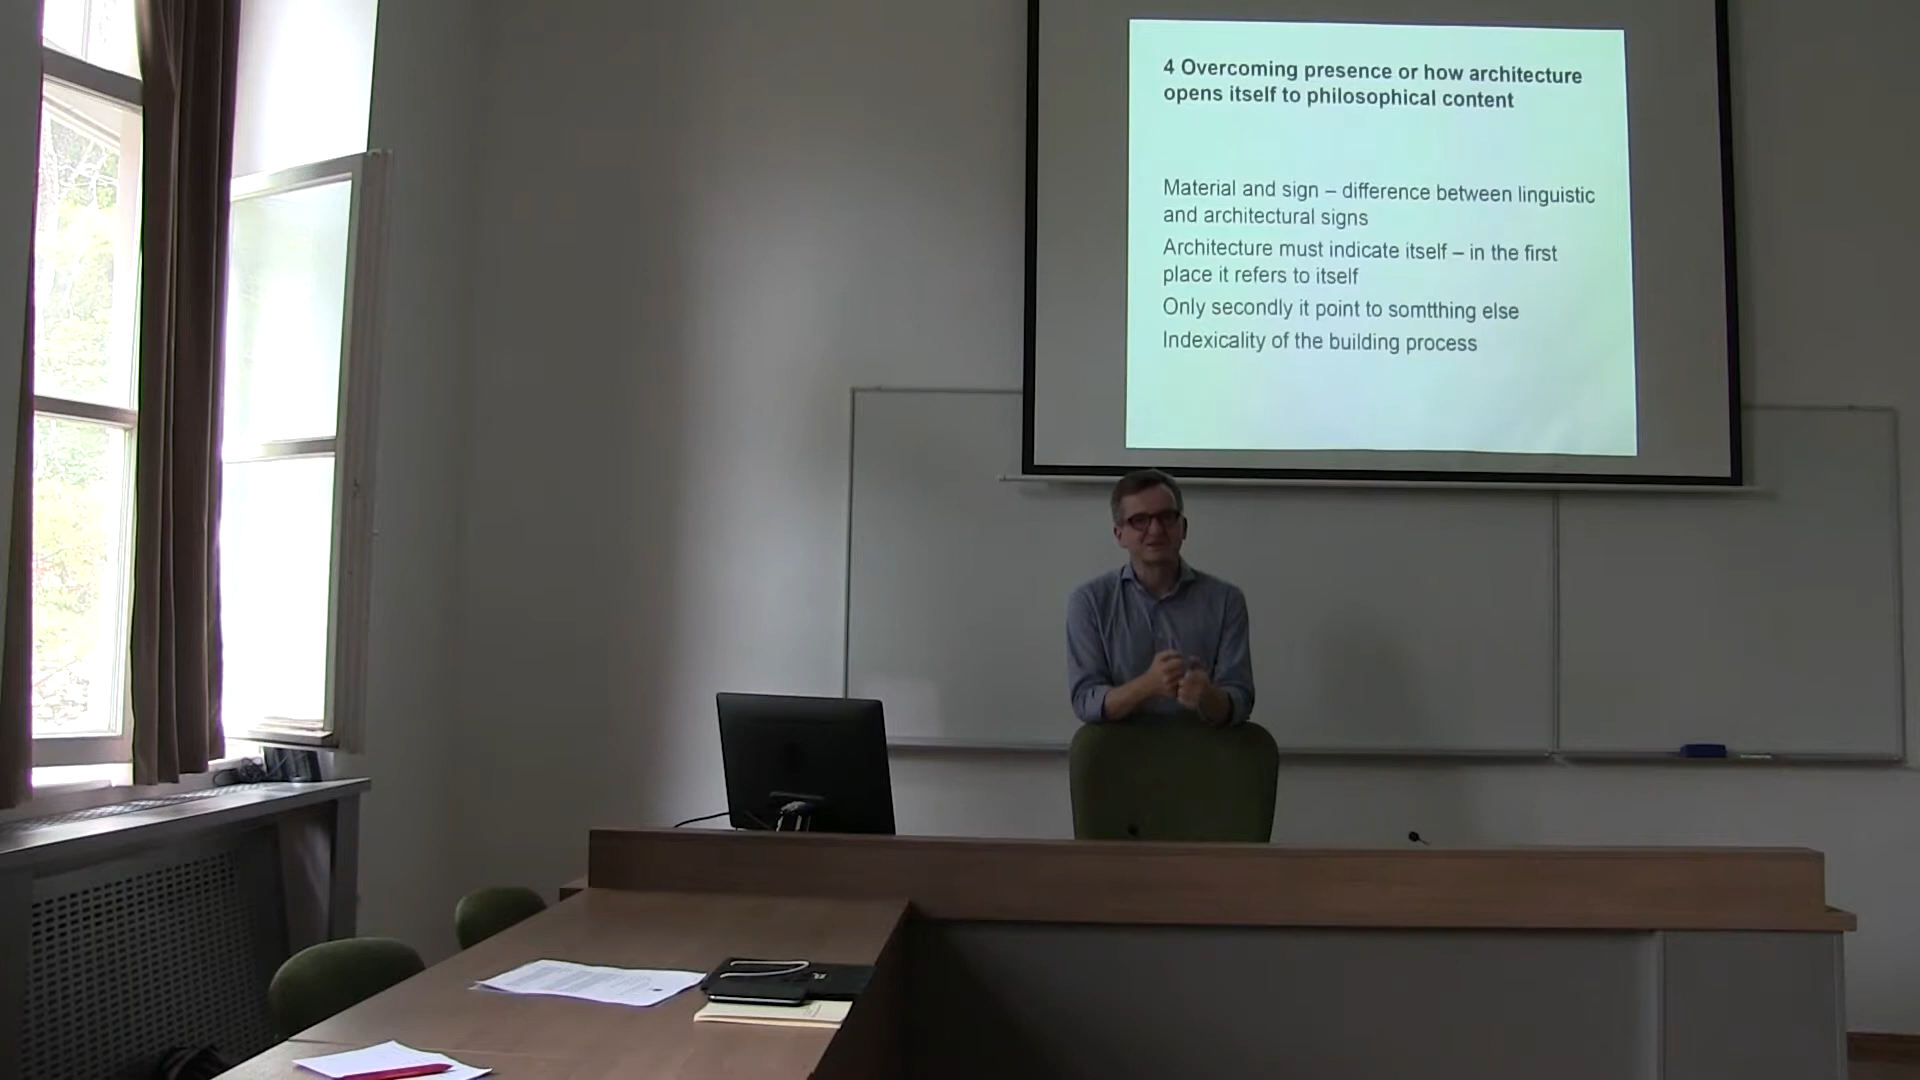 4 Overcoming presence or how architecture
opens itself to philosophical content
Material and sign – difference between linguistic
and architectural signs
Architecture must indicate itself – in the first
place it refers to itself
Only secondly it point to somtthing else
Indexicality of the building process